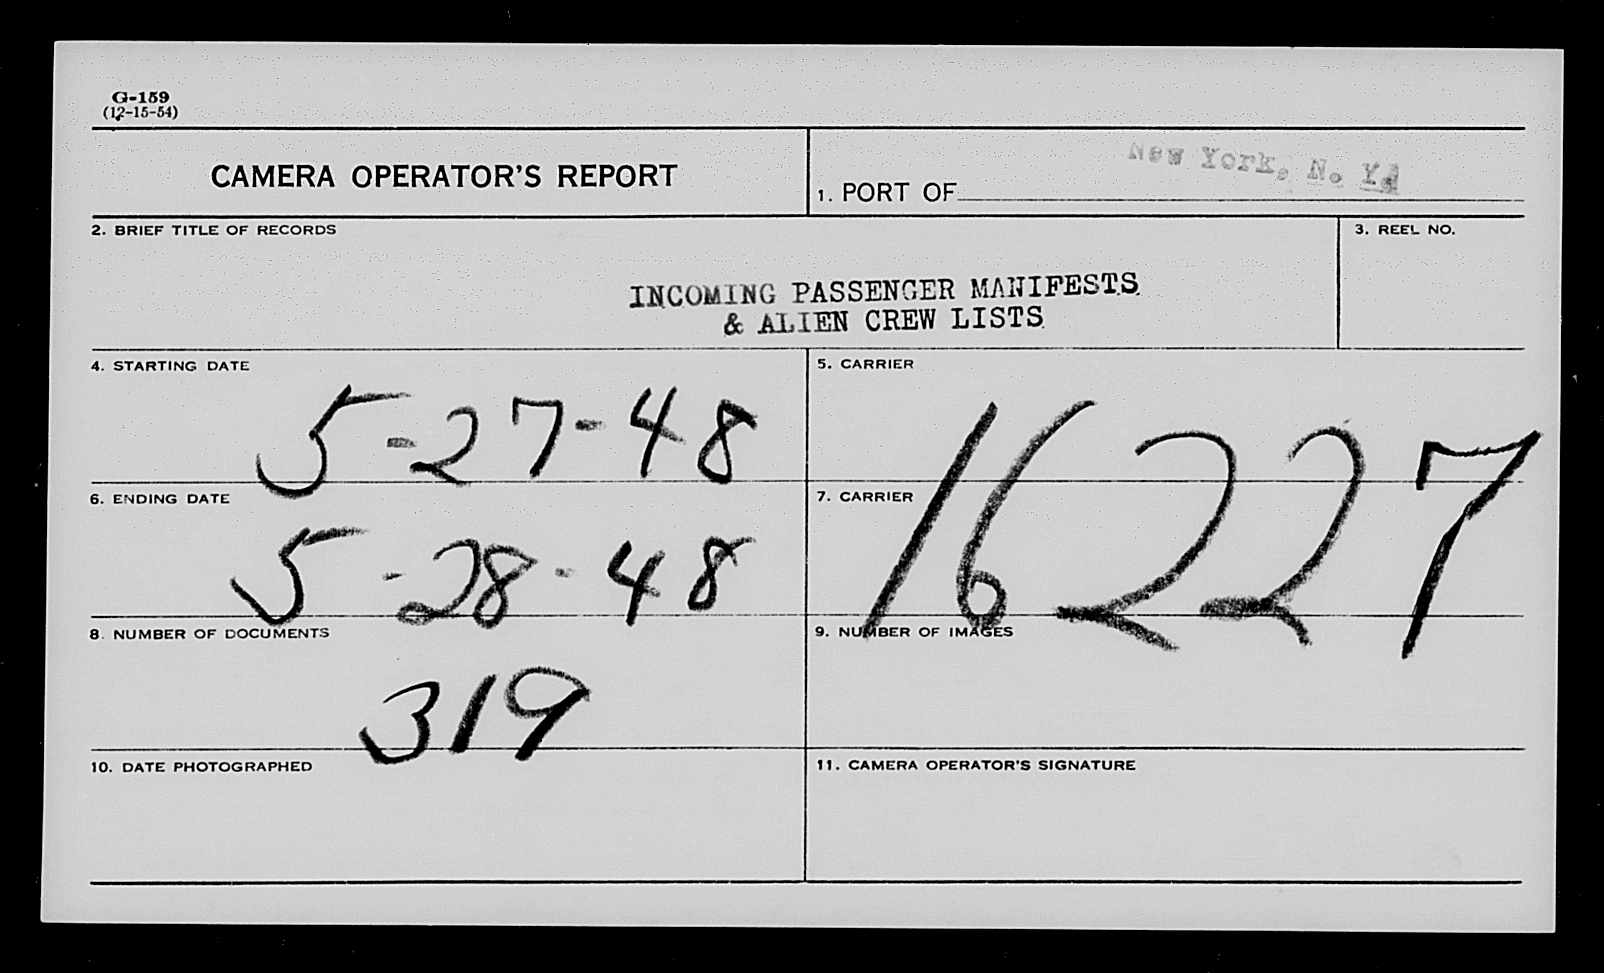 G-159
(12-15-54)
CAMERA OPERATOR'S REPORT
1. PORT OF New York, N. Y.
2. BRIEF TITLE OF RECORDS
3. REEL NO.
INCOMING PASSENGER MANIFESTS
& ALIEN CREW LISTS
4. STARTING DATE
5-27-48
5. CARRIER
6. ENDING DATE
5-28-48
7. CARRIER
16227
8. NUMBER OF DOCUMENTS
319
9. NUMBER OF IMAGES
10. DATE PHOTOGRAPHED
11. CAMERA OPERATOR'S SIGNATURE